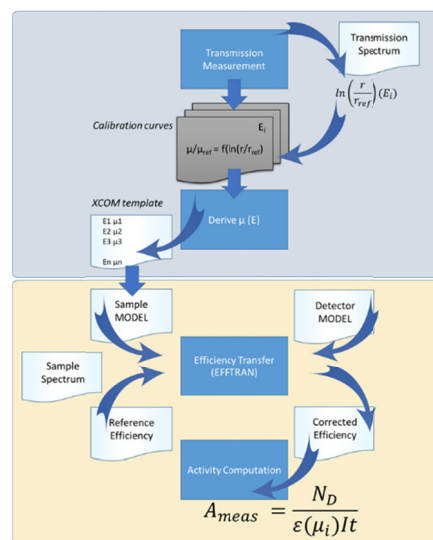 Transmission
Measurement
Transmission
Spectrum
ln(r/r_ref)(E_i)
Calibration curves
E_i
μ/μ_ref = f(ln(r/r_ref)
XCOM template
E1 μ1
E2 μ2
E3 μ3
En μn
Derive μ (E)
Sample
MODEL
Detector
MODEL
Sample
Spectrum
Efficiency Transfer
(EFFTRAN)
Reference
Efficiency
Corrected
Efficiency
Activity Computation
A_meas = N_D/ε(μ_i)It